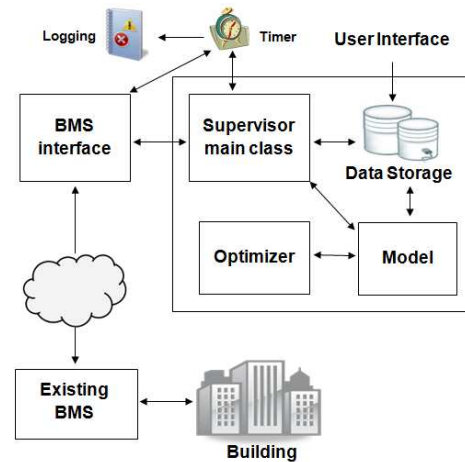 Logging
Timer
User Interface
BMS
interface
Supervisor
main class
Data Storage
Optimizer
Model
Existing
BMS
Building